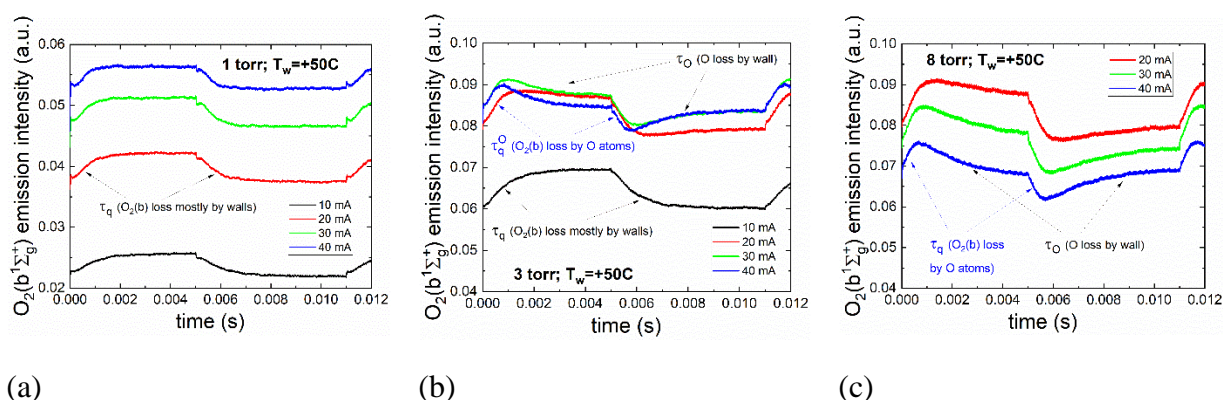 O₂(b¹Σg⁺) emission intensity (a.u.)
0.06
0.05
0.04
0.03
0.02
1 torr; Tw=+50C
τq (O₂(b) loss mostly by walls)
10 mA
20 mA
30 mA
40 mA
0.000 0.002 0.004 0.006 0.008 0.010 0.012
time (s)
(a)
O₂(b¹Σg⁺) emission intensity (a.u.)
0.10
0.09
0.08
0.07
0.06
0.05
0.04
τO (O loss by wall)
τqO (O₂(b) loss by O atoms)
τq (O₂(b) loss mostly by walls)
3 torr; Tw=+50C
10 mA
20 mA
30 mA
40 mA
0.000 0.002 0.004 0.006 0.008 0.010 0.012
time (s)
(b)
O₂(b¹Σg⁺) emission intensity (a.u.)
0.10
0.09
0.08
0.07
0.06
0.05
0.04
8 torr; Tw=+50C
20 mA
30 mA
40 mA
τq (O₂(b) loss
by O atoms)
τO (O loss by wall)
0.000 0.002 0.004 0.006 0.008 0.010 0.012
time (s)
(c)